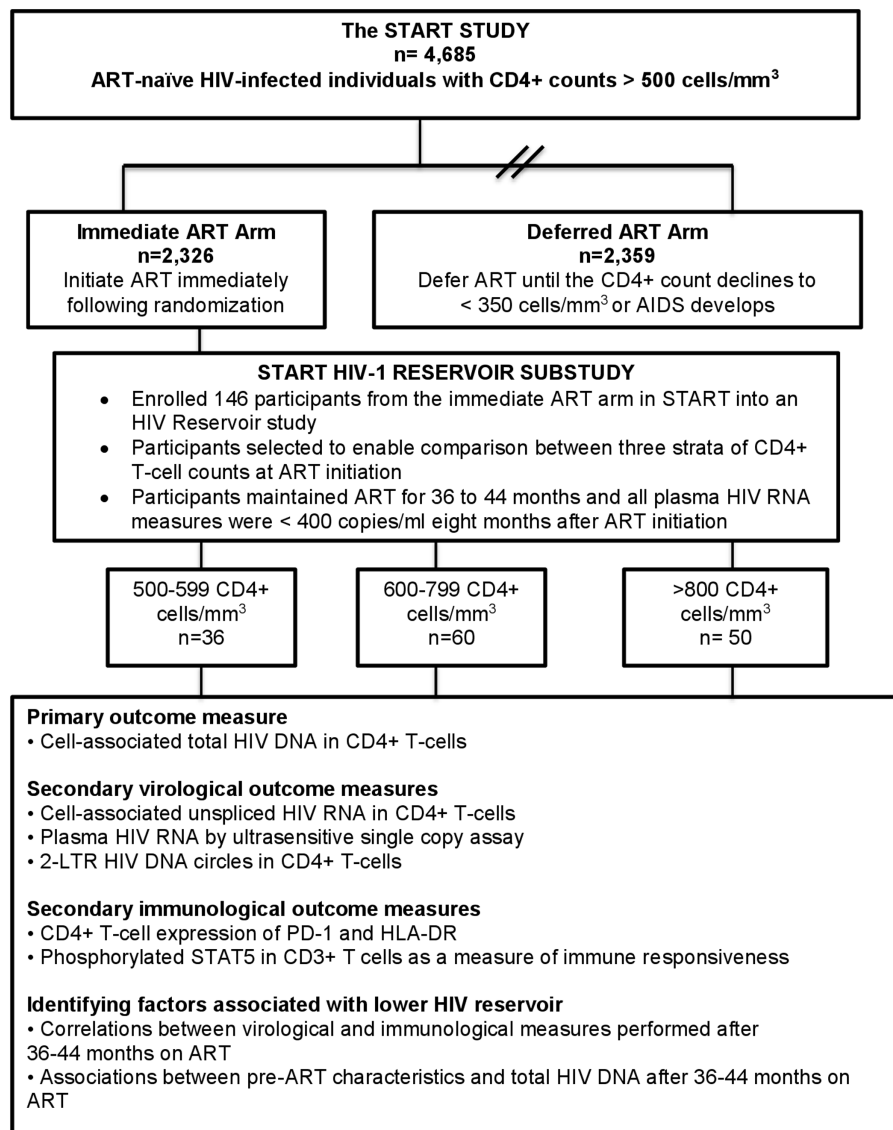 The START STUDY
n= 4,685
ART-naïve HIV-infected individuals with CD4+ counts > 500 cells/mm³
Immediate ART Arm
n=2,326
Initiate ART immediately
following randomization
Deferred ART Arm
n=2,359
Defer ART until the CD4+ count declines to
< 350 cells/mm³ or AIDS develops
START HIV-1 RESERVOIR SUBSTUDY
• Enrolled 146 participants from the immediate ART arm in START into an
HIV Reservoir study
• Participants selected to enable comparison between three strata of CD4+
T-cell counts at ART initiation
• Participants maintained ART for 36 to 44 months and all plasma HIV RNA
measures were < 400 copies/ml eight months after ART initiation
500-599 CD4+
cells/mm³
n=36
600-799 CD4+
cells/mm³
n=60
>800 CD4+
cells/mm³
n= 50
Primary outcome measure
• Cell-associated total HIV DNA in CD4+ T-cells
Secondary virological outcome measures
• Cell-associated unspliced HIV RNA in CD4+ T-cells
• Plasma HIV RNA by ultrasensitive single copy assay
• 2-LTR HIV DNA circles in CD4+ T-cells
Secondary immunological outcome measures
• CD4+ T-cell expression of PD-1 and HLA-DR
• Phosphorylated STAT5 in CD3+ T cells as a measure of immune responsiveness
Identifying factors associated with lower HIV reservoir
• Correlations between virological and immunological measures performed after
36-44 months on ART
• Associations between pre-ART characteristics and total HIV DNA after 36-44 months on
ART